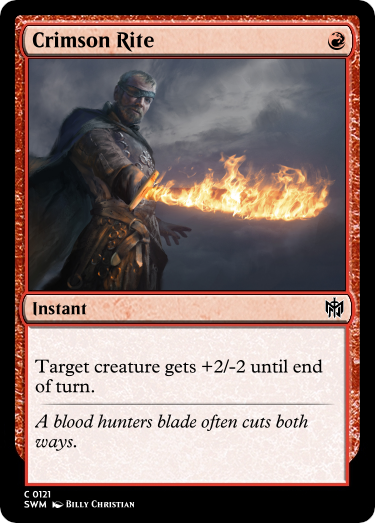 Crimson Rite
Instant
Target creature gets +2/-2 until end
of turn.
A blood hunters blade often cuts both
ways.
C 0121
SWM Billy Christian